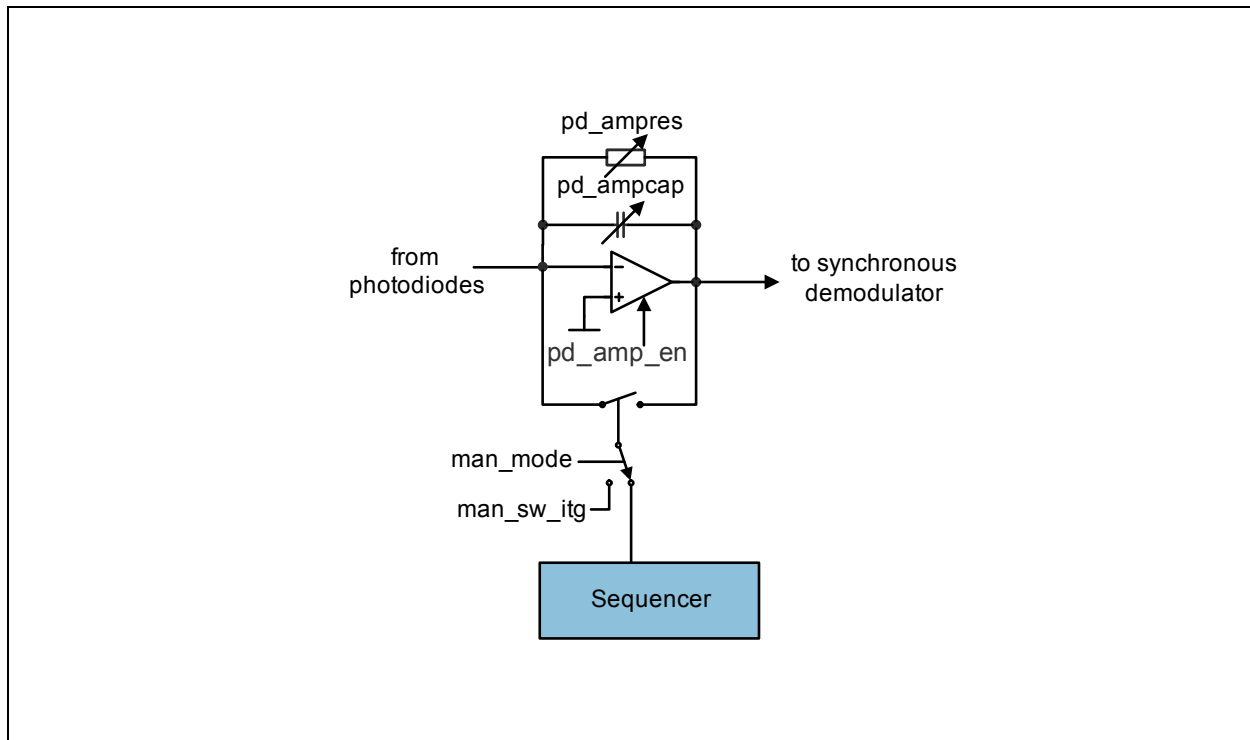 pd_ampres
pd_ampcap
from
photodiodes
to synchronous
demodulator
pd_amp_en
man_mode
man_sw_itg
Sequencer